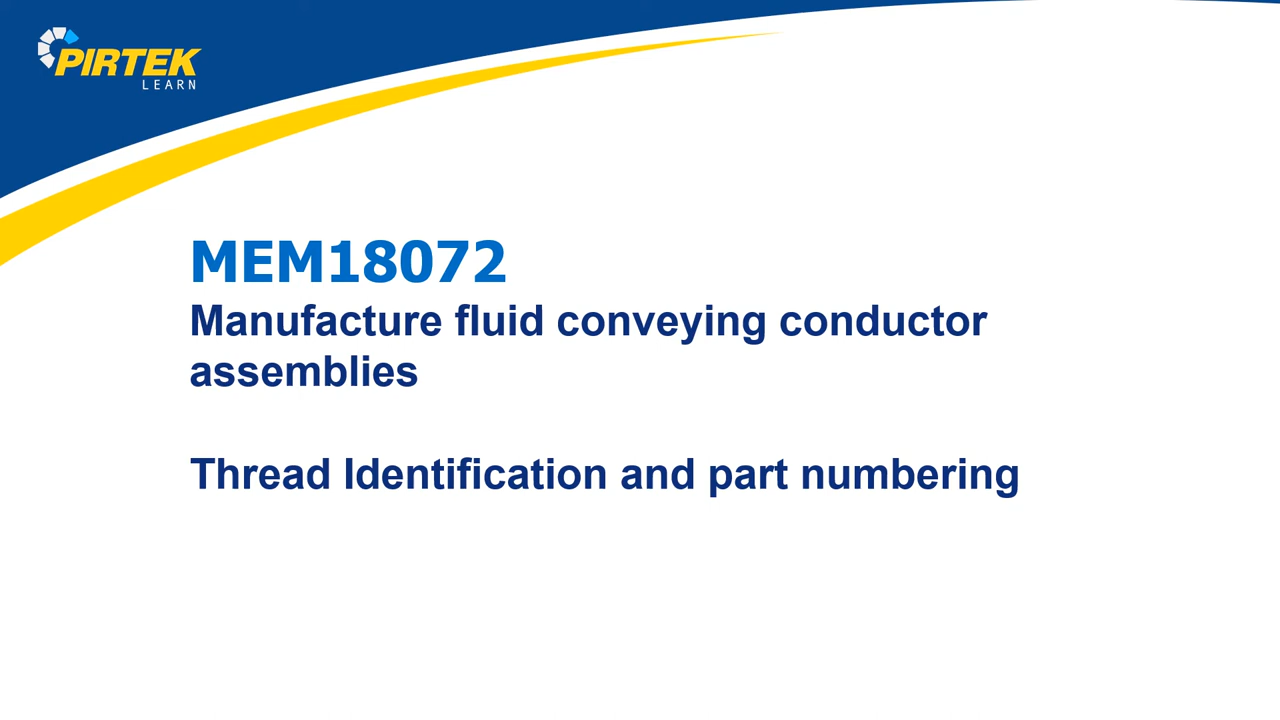 PIRTEK
LEARN
MEM18072
Manufacture fluid conveying conductor
assemblies
Thread Identification and part numbering